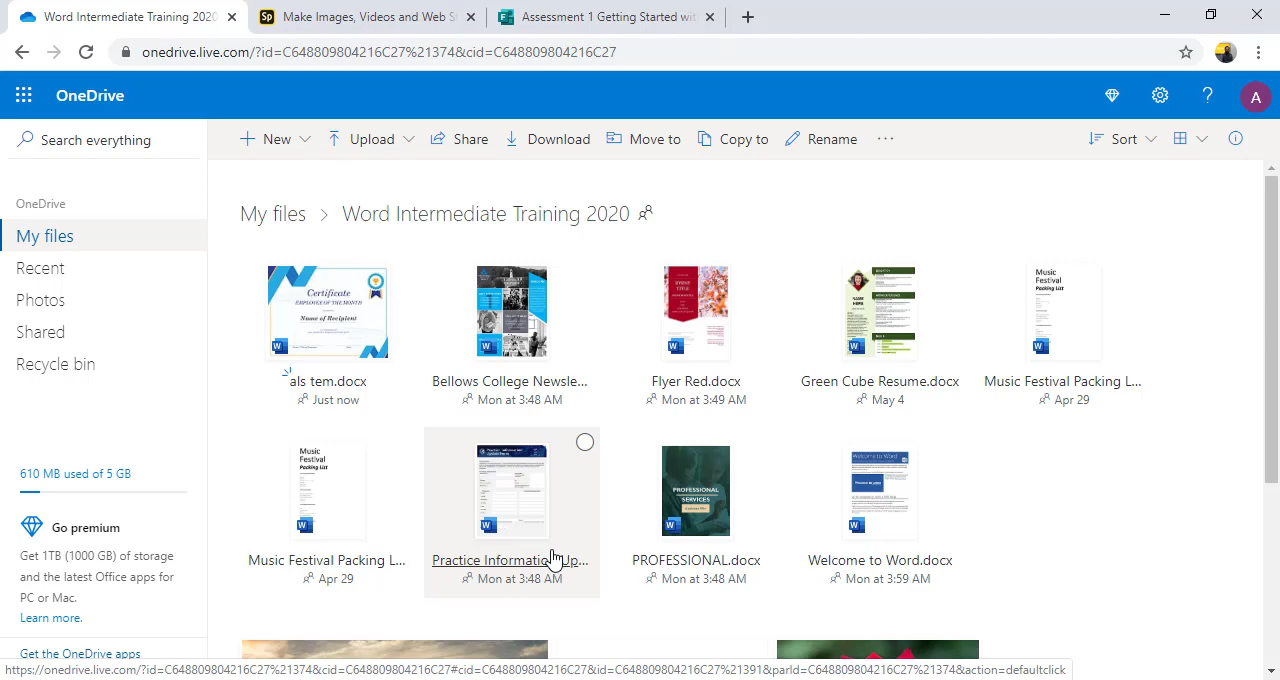 Word Intermediate Training 2020
Make Images, Videos and Web S
Assessment 1 Getting Started wit
onedrive.live.com/?id=C648809804216C27%21374&cid=C648809804216C27
OneDrive
A
Search everything
New
Upload
Share
Download
Move to
Copy to
Rename
Sort
OneDrive
My files
Recent
Photos
Shared
Recycle bin
My files > Word Intermediate Training 2020
Certificate
EMPLOYEE OF THE MONTH
Name of Recipient
EVENT TITLE
NAME HERE
Music
Festival
Packing List
als tem.docx
Just now
Bellows College Newsle...
Mon at 3:48 AM
Flyer Red.docx
Mon at 3:49 AM
Green Cube Resume.docx
May 4
Music Festival Packing L...
Apr 29
Music
Festival
Packing List
PROFESSIONAL
SERVICES
Welcome to Word
Music Festival Packing L...
Apr 29
Practice Information Up...
Mon at 3:48 AM
PROFESSIONAL.docx
Mon at 3:48 AM
Welcome to Word.docx
Mon at 3:59 AM
10 MB used of 5 GB
Go premium
Get 1TB (1000 GB) of storage
and the latest Office apps for
PC or Mac.
Learn more.
Get the OneDrive apps
https://onedrive.live.com/?id=C648809804216C27%21374&cid=C648809804216C27#cid=C648809804216C27&id=C648809804216C27%21391&parId=C648809804216C27%21374&action=defaultclick